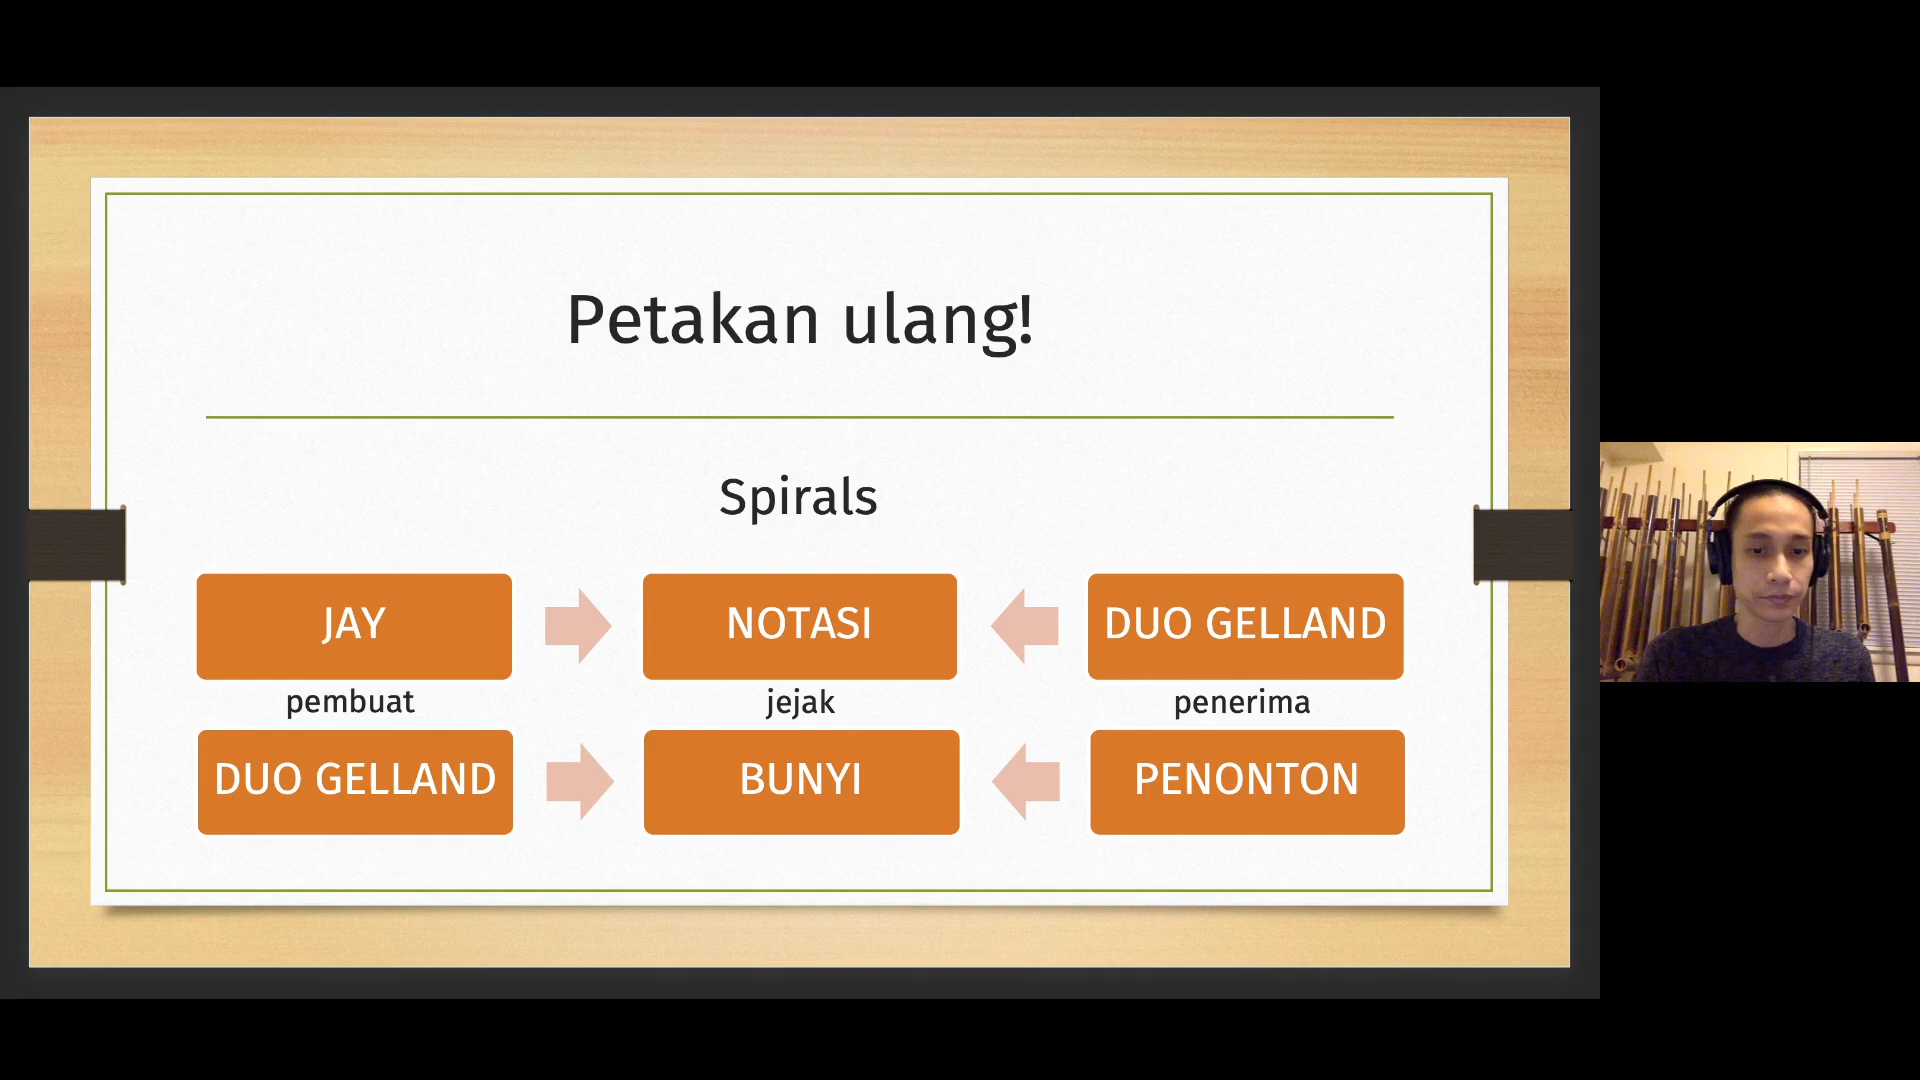 Petakan ulang!
Spirals
JAY NOTASI DUO GELLAND
pembuat jejak penerima
DUO GELLAND BUNYI PENONTON